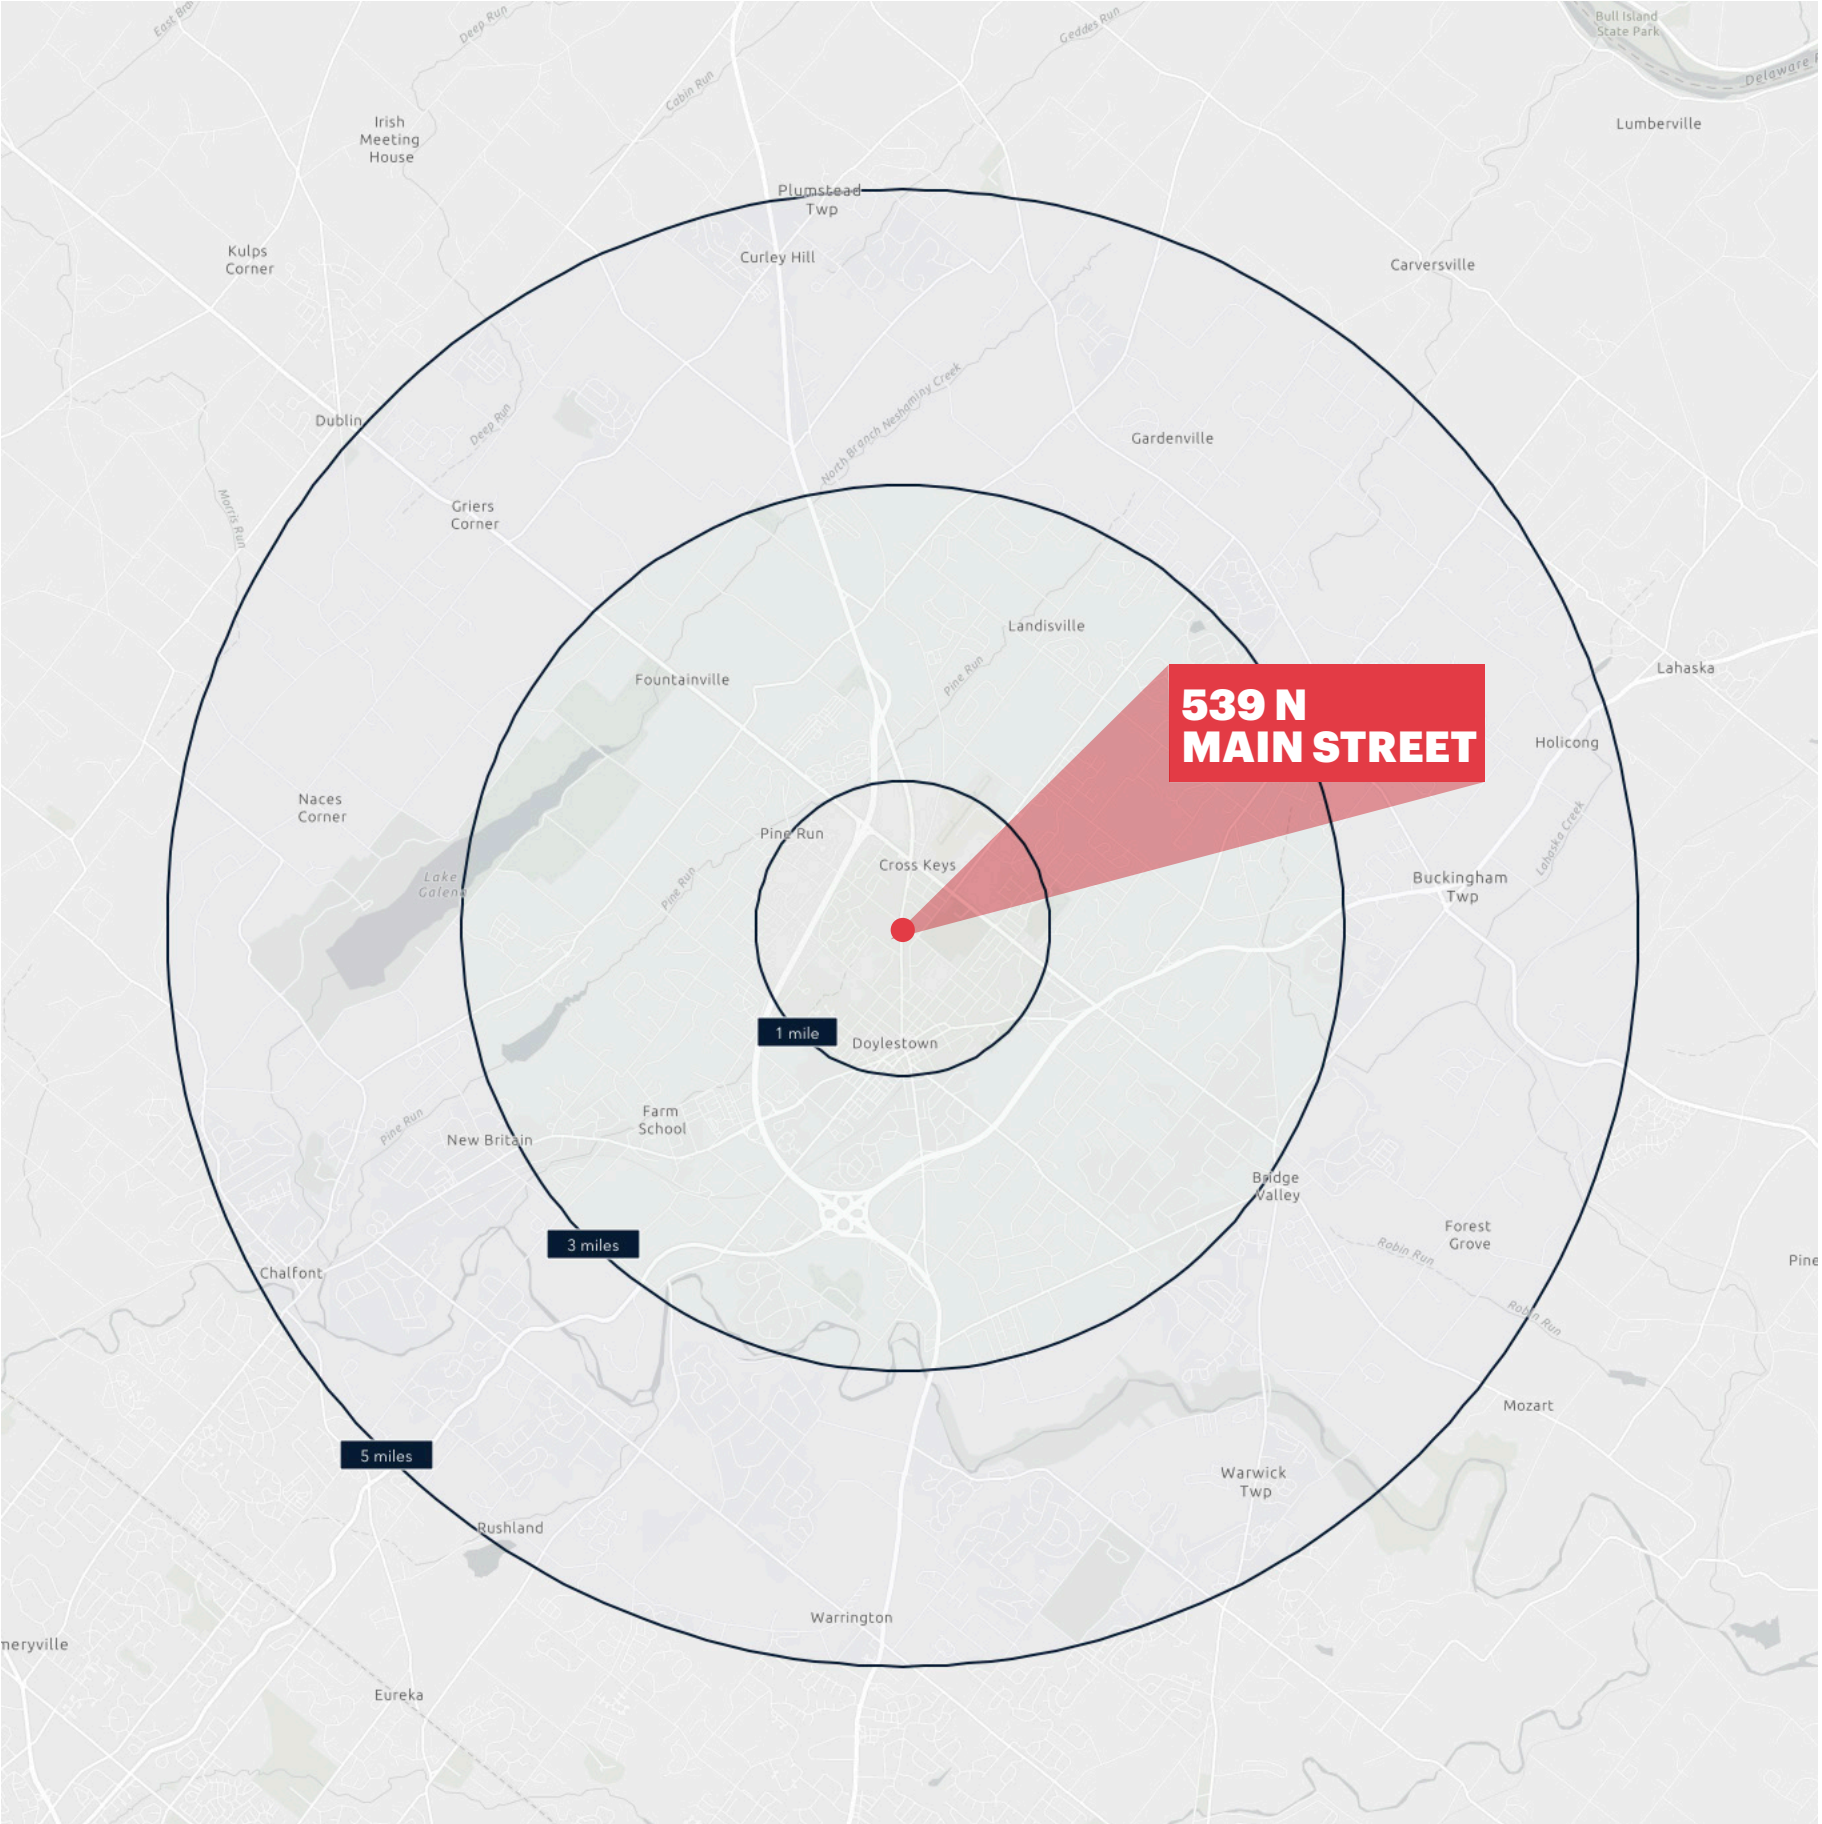 East Bra
Deep Run
Geddes Run
Bull Island
State Park
Delaware
Cabin Run
Irish
Meeting
House
Lumberville
Plumstead
Twp
Kulps
Corner
Curley Hill
Carversville
Dublin
Deep Run
North Branch Neshaminy Creek
Gardenville
Morris Run
Griers
Corner
Landisville
Pine Run
Fountainville
Lahaska
539 N
MAIN STREET
Holicong
Naces
Corner
Pine Run
Cross Keys
Lahaska Creek
Lake
Galena
Pine Run
Buckingham
Twp
1 mile
Doylestown
Farm
School
Pine Run
New Britain
Bridge
Valley
Forest
Grove
3 miles
Robin Run
Pine
Chalfont
Robin Run
Mozart
5 miles
Warwick
Twp
Rushland
Warrington
meryville
Eureka